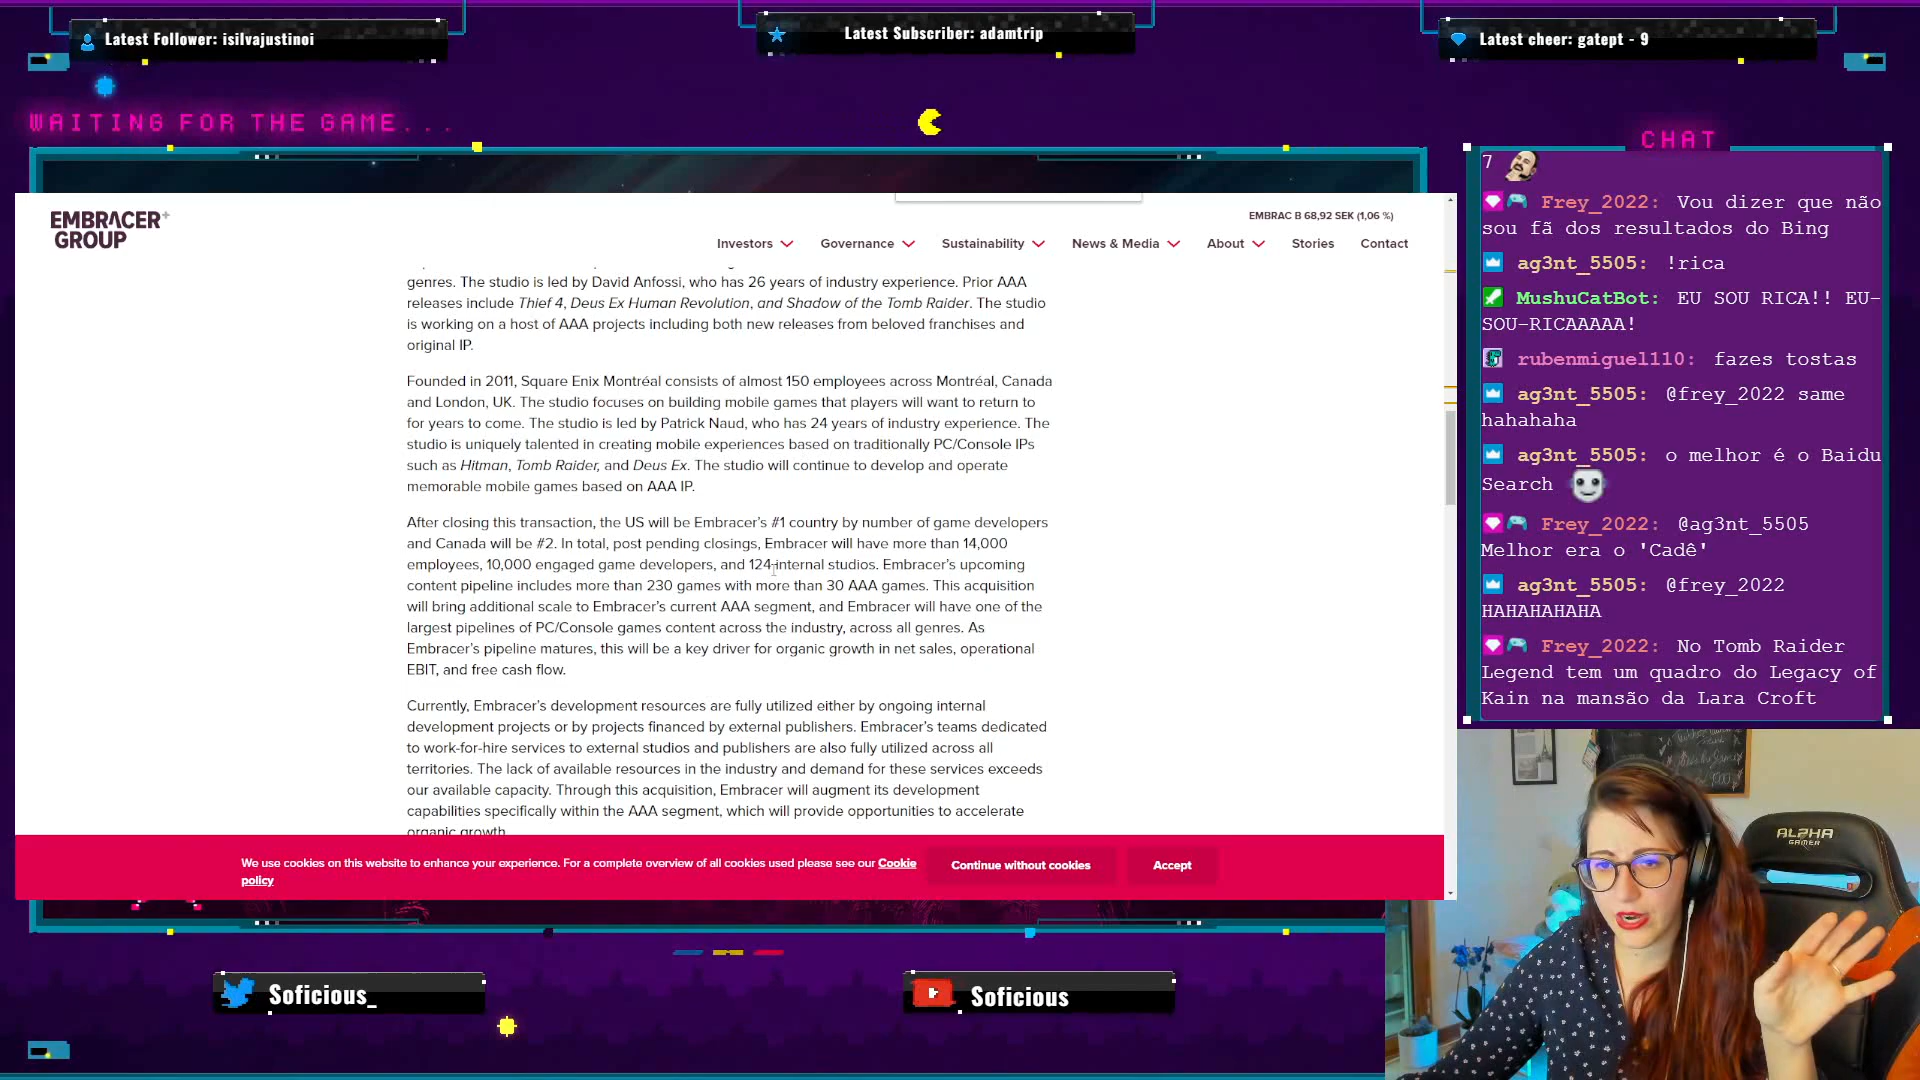 Latest Follower: isilvajustinoi
Latest Subscriber: adamtrip
Latest cheer: gatept - 9
WAITING FOR THE GAME...
CHAT
EMBRACER+
GROUP
EMBRAC B 68,92 SEK (1,06 %)
Investors
Governance
Sustainability
News & Media
About
Stories
Contact
genres. The studio is led by David Anfossi, who has 26 years of industry experience. Prior AAA
releases include Thief 4, Deus Ex Human Revolution, and Shadow of the Tomb Raider. The studio
is working on a host of AAA projects including both new releases from beloved franchises and
original IP.
Founded in 2011, Square Enix Montréal consists of almost 150 employees across Montréal, Canada
and London, UK. The studio focuses on building mobile games that players will want to return to
for years to come. The studio is led by Patrick Naud, who has 24 years of industry experience. The
studio is uniquely talented in creating mobile experiences based on traditionally PC/Console IPs
such as Hitman, Tomb Raider, and Deus Ex. The studio will continue to develop and operate
memorable mobile games based on AAA IP.
After closing this transaction, the US will be Embracer's #1 country by number of game developers
and Canada will be #2. In total, post pending closings, Embracer will have more than 14,000
employees, 10,000 engaged game developers, and 124 internal studios. Embracer's upcoming
content pipeline includes more than 230 games with more than 30 AAA games. This acquisition
will bring additional scale to Embracer's current AAA segment, and Embracer will have one of the
largest pipelines of PC/Console games content across the industry, across all genres. As
Embracer's pipeline matures, this will be a key driver for organic growth in net sales, operational
EBIT, and free cash flow.
Currently, Embracer's development resources are fully utilized either by ongoing internal
development projects or by projects financed by external publishers. Embracer's teams dedicated
to work-for-hire services to external studios and publishers are also fully utilized across all
territories. The lack of available resources in the industry and demand for these services exceeds
our available capacity. Through this acquisition, Embracer will augment its development
capabilities specifically within the AAA segment, which will provide opportunities to accelerate
organic growth.
We use cookies on this website to enhance your experience. For a complete overview of all cookies used please see our Cookie
policy
Continue without cookies
Accept
7
Frey_2022: Vou dizer que não
sou fã dos resultados do Bing
ag3nt_5505: !rica
MushuCatBot: EU SOU RICA!! EU-
SOU-RICAAAAA!
rubenmiguel110: fazes tostas
ag3nt_5505: @frey_2022 same
hahahaha
ag3nt_5505: o melhor é o Baidu
Search
Frey_2022: @ag3nt_5505
Melhor era o 'Cadê'
ag3nt_5505: @frey_2022
HAHAHAHAHA
Frey_2022: No Tomb Raider
Legend tem um quadro do Legacy of
Kain na mansão da Lara Croft
ALPHA
GAMER
Soficious_
Soficious